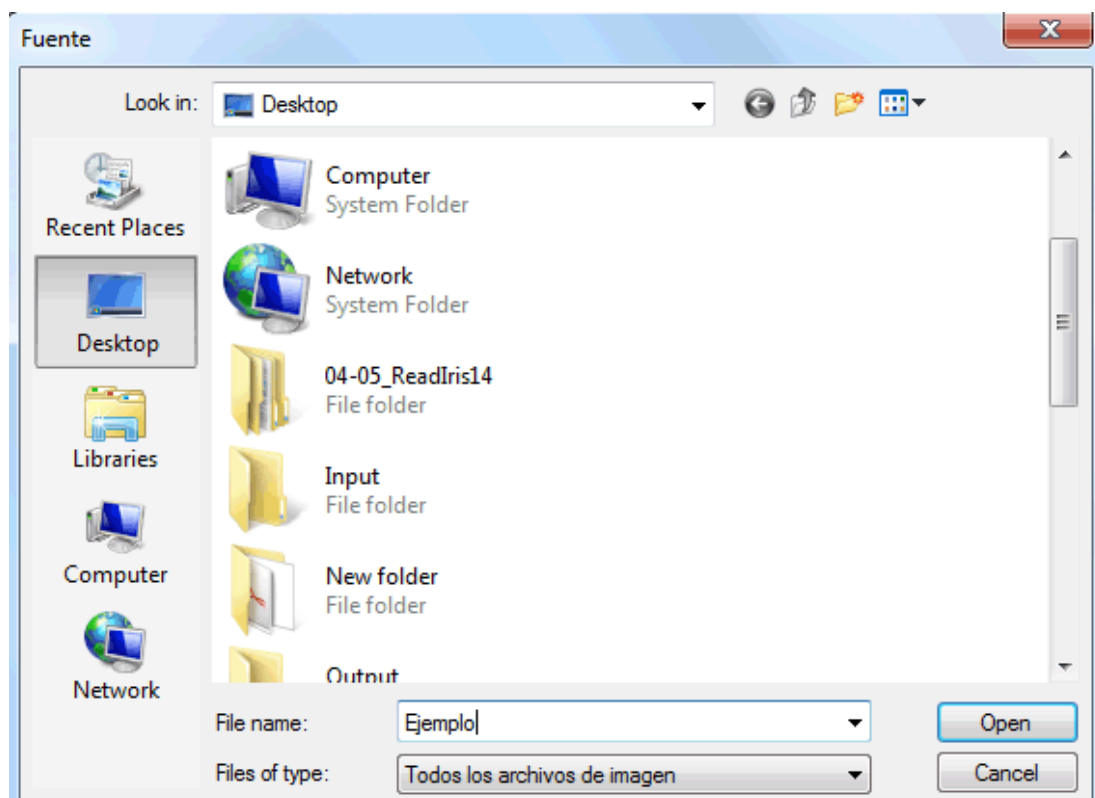 Fuente
X
Look in:
Desktop
Recent Places
Desktop
Libraries
Computer
Network
Computer
System Folder
Network
System Folder
04-05_ReadIris14
File folder
Input
File folder
New folder
File folder
Output
File name:
Ejemplo
Open
Files of type:
Todos los archivos de imagen
Cancel